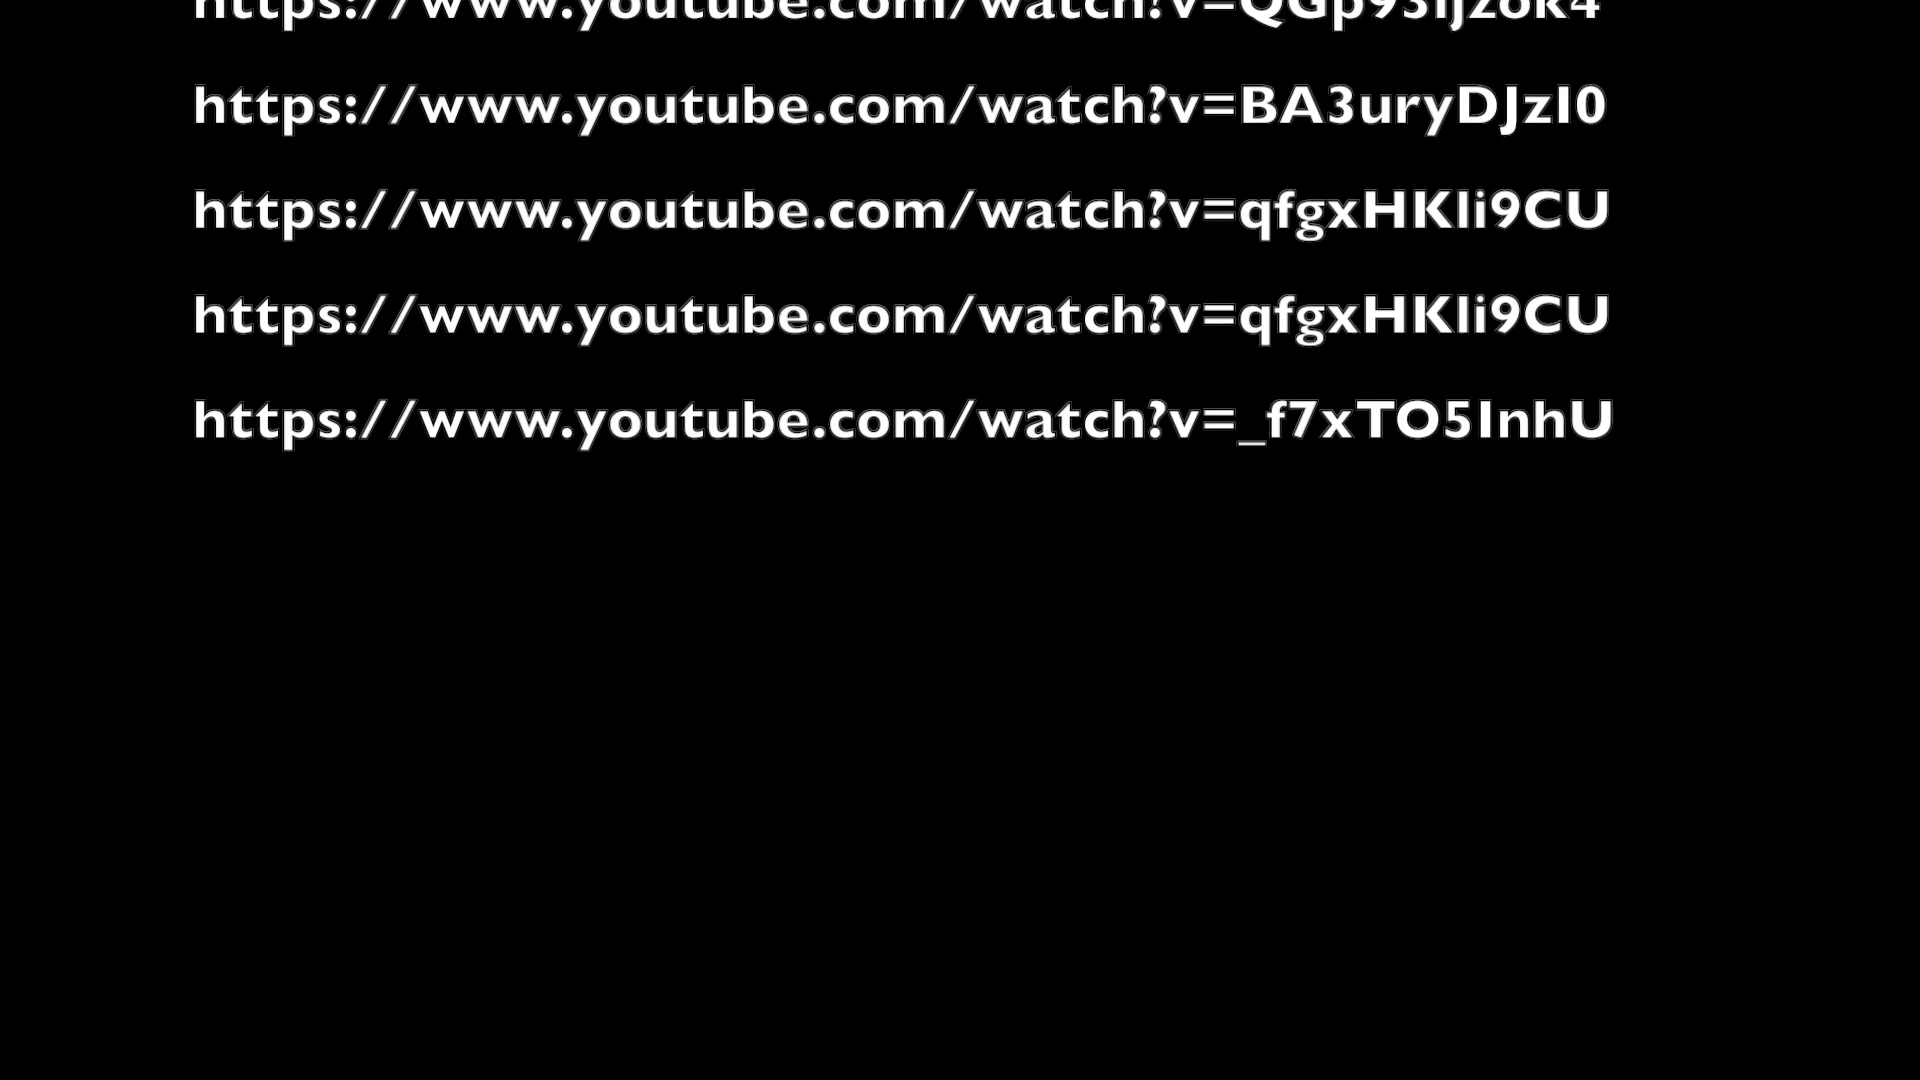 https://www.youtube.com/watch?v=BA3uryDJzI0
https://www.youtube.com/watch?v=qfgxHKIi9CU
https://www.youtube.com/watch?v=qfgxHKIi9CU
https://www.youtube.com/watch?v=_f7xTO5InhU